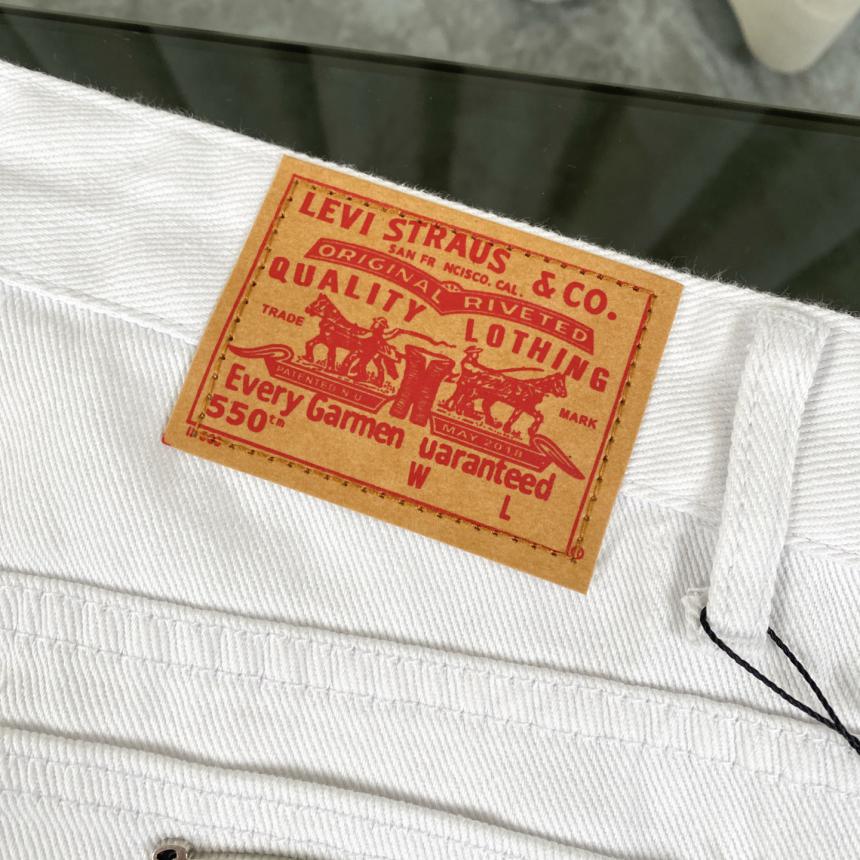 LEVI STRAUS & CO.
SAN FR NCISCO. CAL.
ORIGINAL RIVETED
QUALITY LOTHING
TRADE MARK
PATENTED N U
MAY 2018
Every Garmen uaranteed
550tm
W L